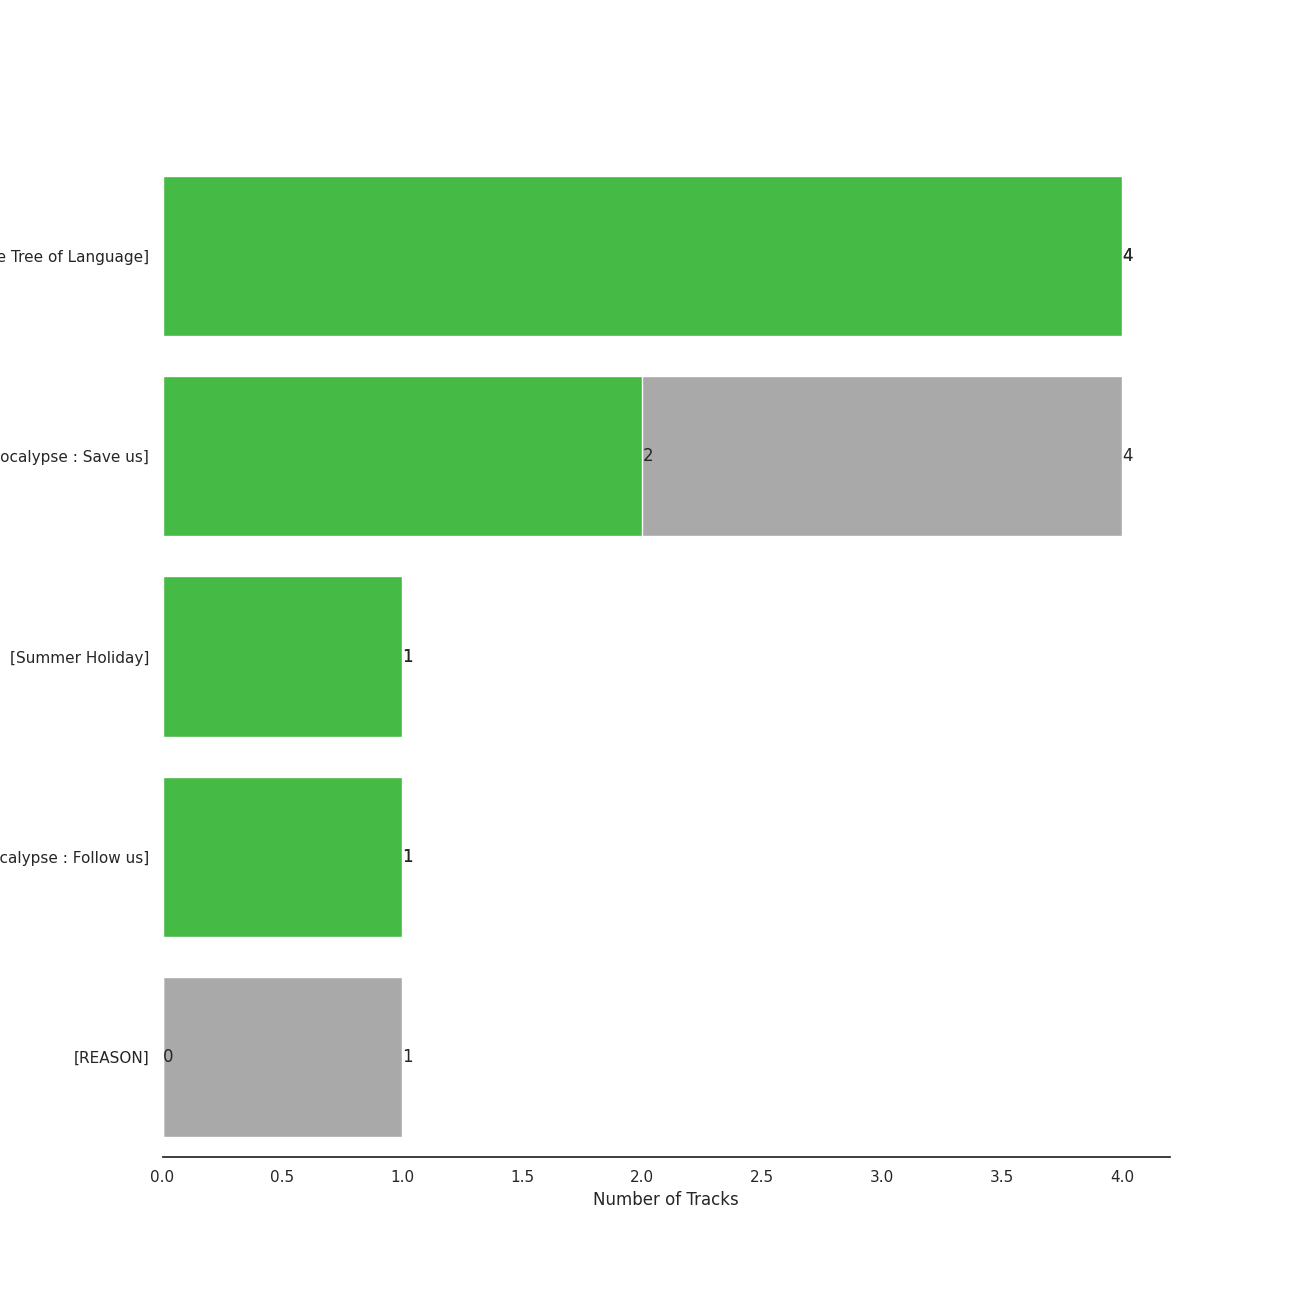 e Tree of Language]
4
ocalypse : Save us]
2
4
[Summer Holiday]
1
calypse : Follow us]
1
[REASON]
0
1
0.0 0.5 1.0 1.5 2.0 2.5 3.0 3.5 4.0
Number of Tracks